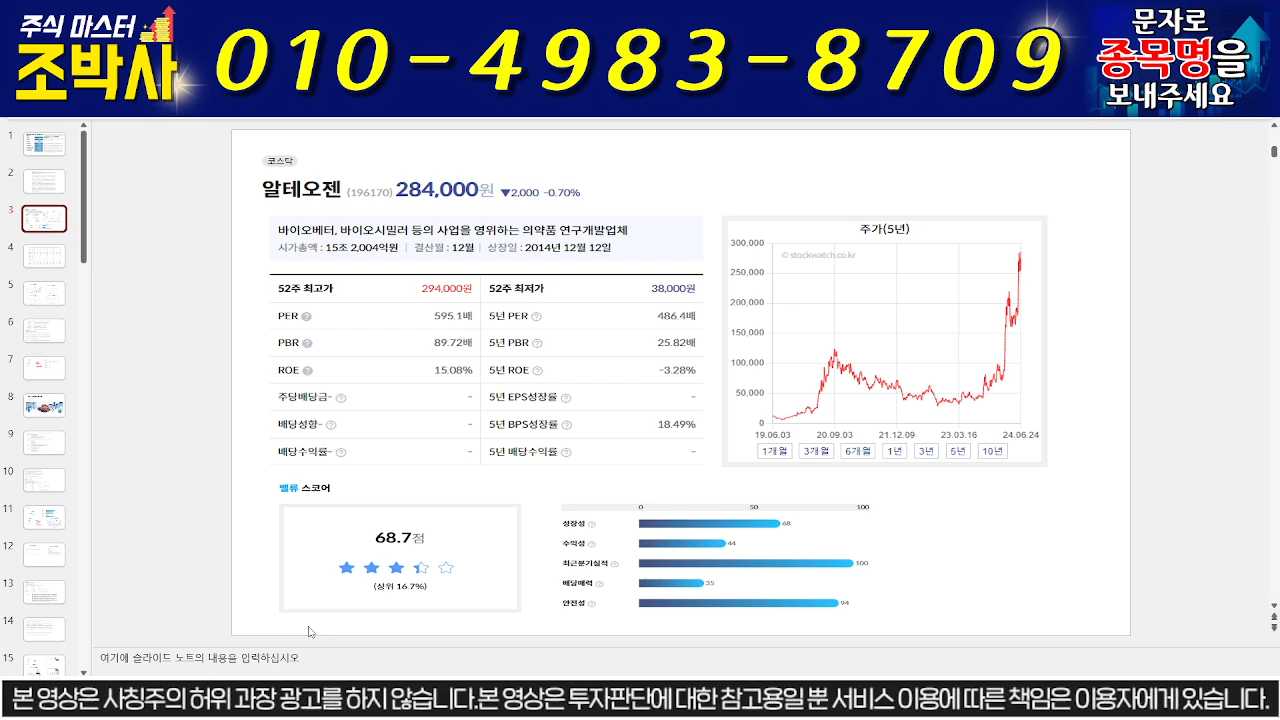 주식 마스터
조박사
010-4983-8709
문자로
종목명을
보내주세요
1
2
3
4
5
6
7
8
9
10
11
12
13
14
15
코스닥
알테오젠 (196170) 284,000원 ▼2,000 -0.70%
바이오베터, 바이오시밀러 등의 사업을 영위하는 의약품 연구개발업체
시가총액 : 15조 2,004억원 | 결산월 : 12월 | 상장일 : 2014년 12월 12일
52주 최고가 294,000원 52주 최저가 38,000원
PER ? 595.1배 5년 PER ? 486.4배
PBR ? 89.72배 5년 PBR ? 25.82배
ROE ? 15.08% 5년 ROE ? -3.28%
주당배당금- ? - 5년 EPS성장률 ? -
배당성향- ? - 5년 BPS성장률 ? 18.49%
배당수익률- ? - 5년 배당수익률 ? -
주가(5년)
© stockwatch.co.kr
300,000
250,000
200,000
150,000
100,000
50,000
0
19.06.03 20.09.03 21.12.09 23.03.16 24.06.24
1개월 3개월 6개월 1년 3년 5년 10년
밸류 스코어
68.7점
(상위 16.7%)
0 50 100
성장성 ? 68
수익성 ? 44
최근분기실적 ? 100
배당매력 ? 35
안전성 ? 94
여기에 슬라이드 노트의 내용을 입력하십시오
본 영상은 사칭주의 허위 과장 광고를 하지 않습니다.본 영상은 투자판단에 대한 참고용일 뿐 서비스 이용에 따른 책임은 이용자에게 있습니다.